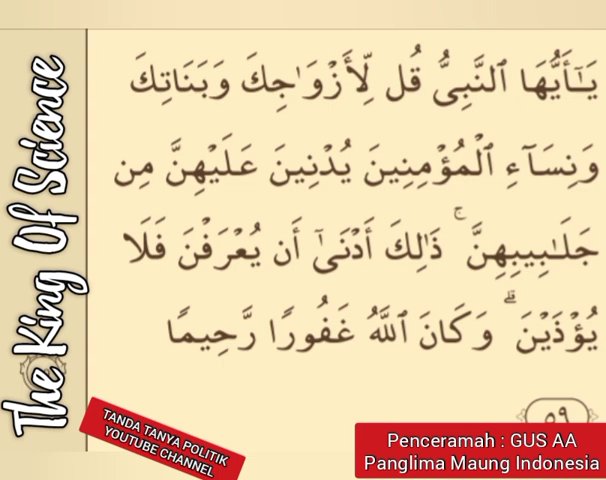 The King Of Science
يَـٰٓأَيُّهَا ٱلنَّبِىُّ قُل لِّأَزْوَٰجِكَ وَبَنَاتِكَ
وَنِسَآءِ ٱلْمُؤْمِنِينَ يُدْنِينَ عَلَيْهِنَّ مِن
جَلَـٰبِيبِهِنَّ ۚ ذَٰلِكَ أَدْنَىٰٓ أَن يُعْرَفْنَ فَلَا
يُؤْذَيْنَ ۗ وَكَانَ ٱللَّهُ غَفُورًا رَّحِيمًا
٥٩
TANDA TANYA POLITIK
YOUTUBE CHANNEL
Penceramah : GUS AA
Panglima Maung Indonesia